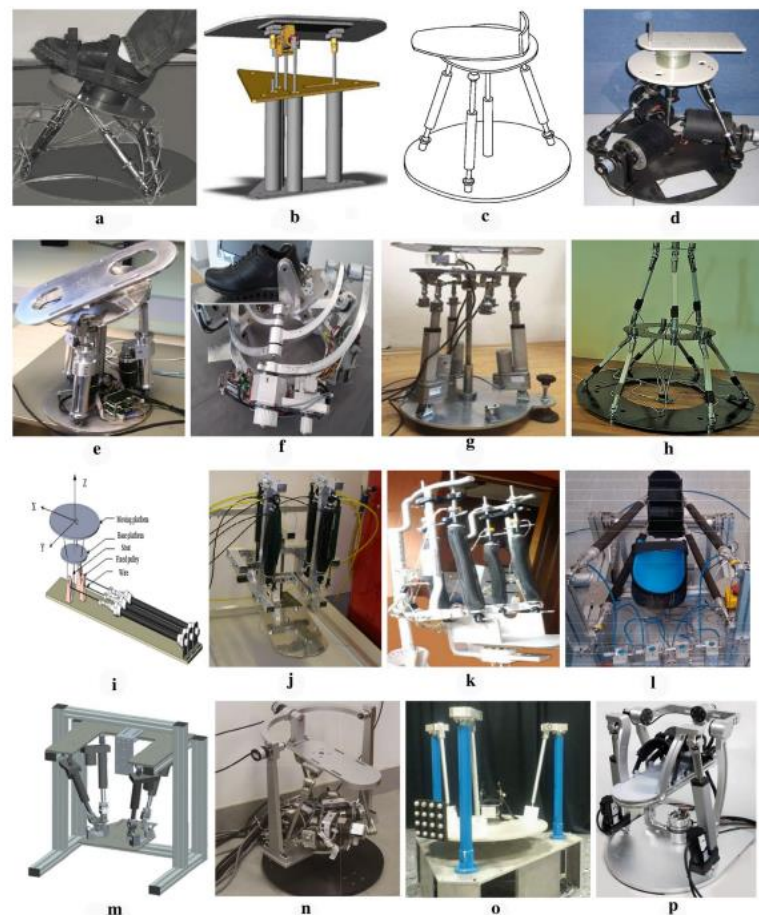 a
b
c
d
e
f
g
h
Z
X
Y
Moving platform
Base platform
Strut
Fixed pulley
Wire
i
j
k
l
m
n
o
p